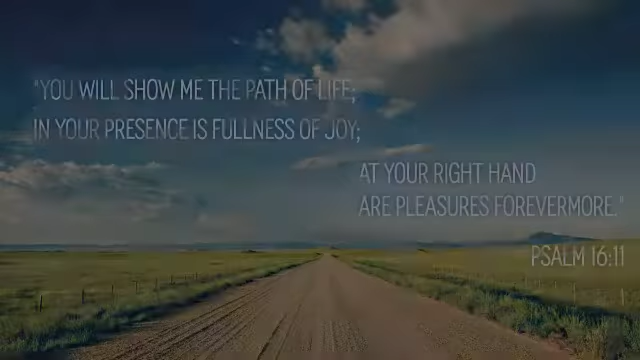 "YOU WILL SHOW ME THE PATH OF LIFE;
IN YOUR PRESENCE IS FULLNESS OF JOY;
AT YOUR RIGHT HAND
ARE PLEASURES FOREVERMORE."
PSALM 16:11